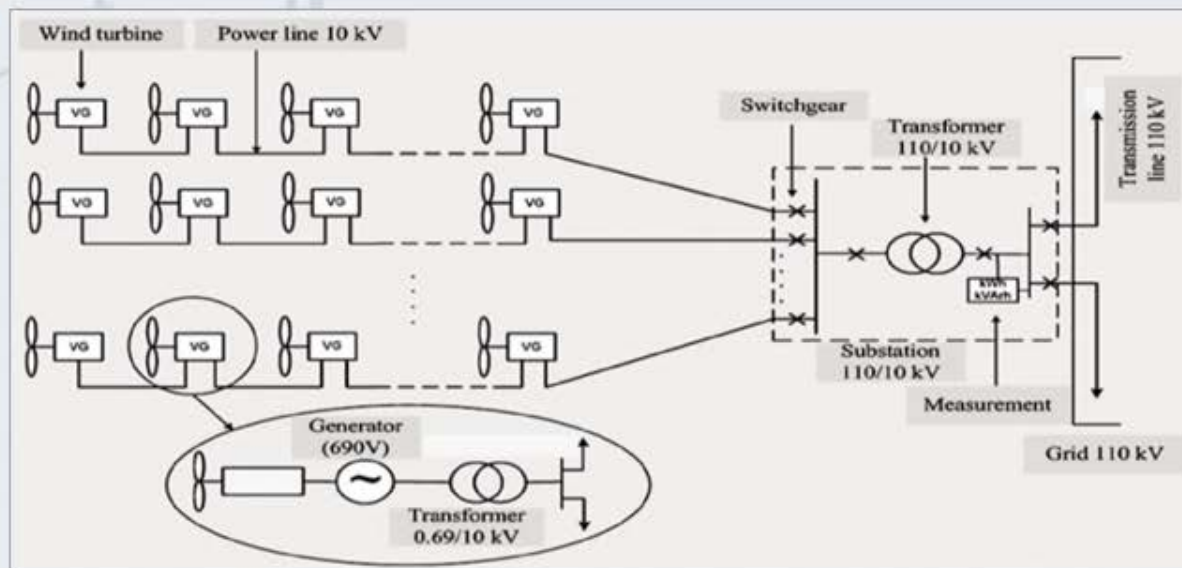 Wind turbine
Power line 10 kV
VG
VG
VG
VG
Switchgear
Transformer
110/10 kV
Transmission
line 110 kV
VG
VG
VG
VG
kWh
kVArh
VG
VG
VG
VG
Substation
110/10 kV
Measurement
Grid 110 kV
Generator
(690V)
~
Transformer
0.69/10 kV